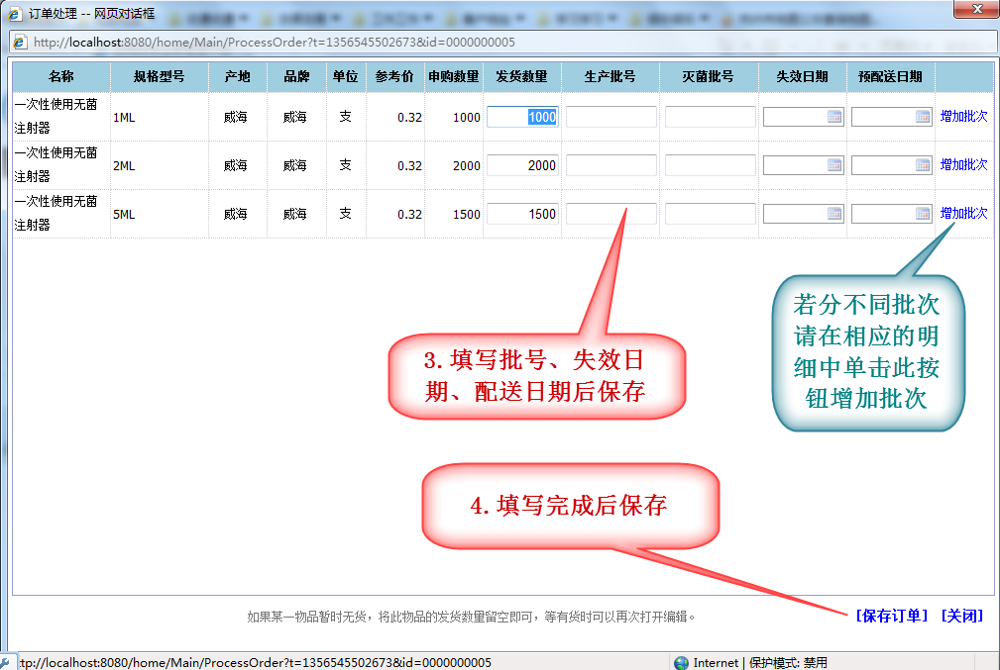 订单处理 -- 网页对话框
http://localhost:8080/home/Main/ProcessOrder?t=1356545502673&id=0000000005
名称 规格型号 产地 品牌 单位 参考价 申购数量 发货数量 生产批号 灭菌批号 失效日期 预配送日期
一次性使用无菌
注射器 1ML 威海 威海 支 0.32 1000 1000 增加批次
一次性使用无菌
注射器 2ML 威海 威海 支 0.32 2000 2000 增加批次
一次性使用无菌
注射器 5ML 威海 威海 支 0.32 1500 1500 增加批次
若分不同批次
请在相应的明
细中单击此按
钮增加批次
3.填写批号、失效日
期、配送日期后保存
4.填写完成后保存
如果某一物品暂时无货，将此物品的发货数量留空即可，等有货时可以再次打开编辑。
[保存订单] [关闭]
tp://localhost:8080/home/Main/ProcessOrder?t=1356545502673&id=0000000005
Internet | 保护模式: 禁用